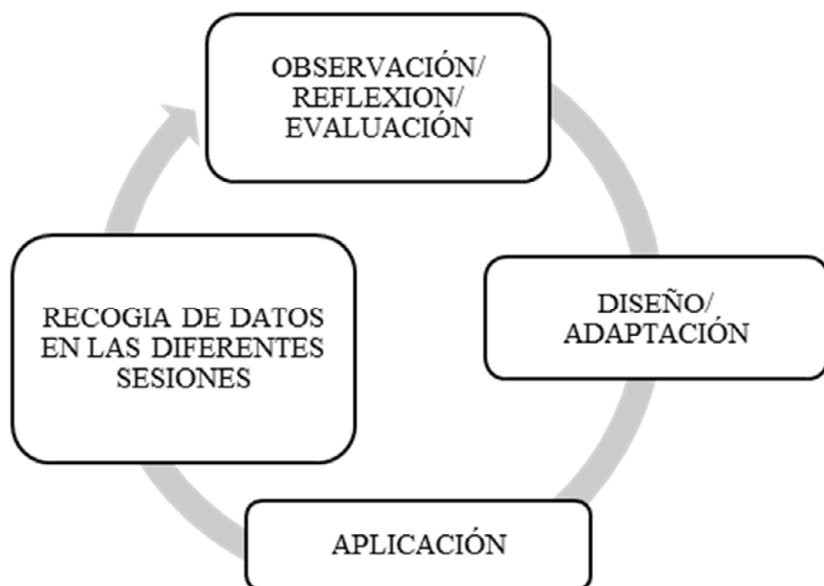 OBSERVACIÓN/
REFLEXION/
EVALUACIÓN
DISEÑO/
ADAPTACIÓN
APLICACIÓN
RECOGIA DE DATOS
EN LAS DIFERENTES
SESIONES